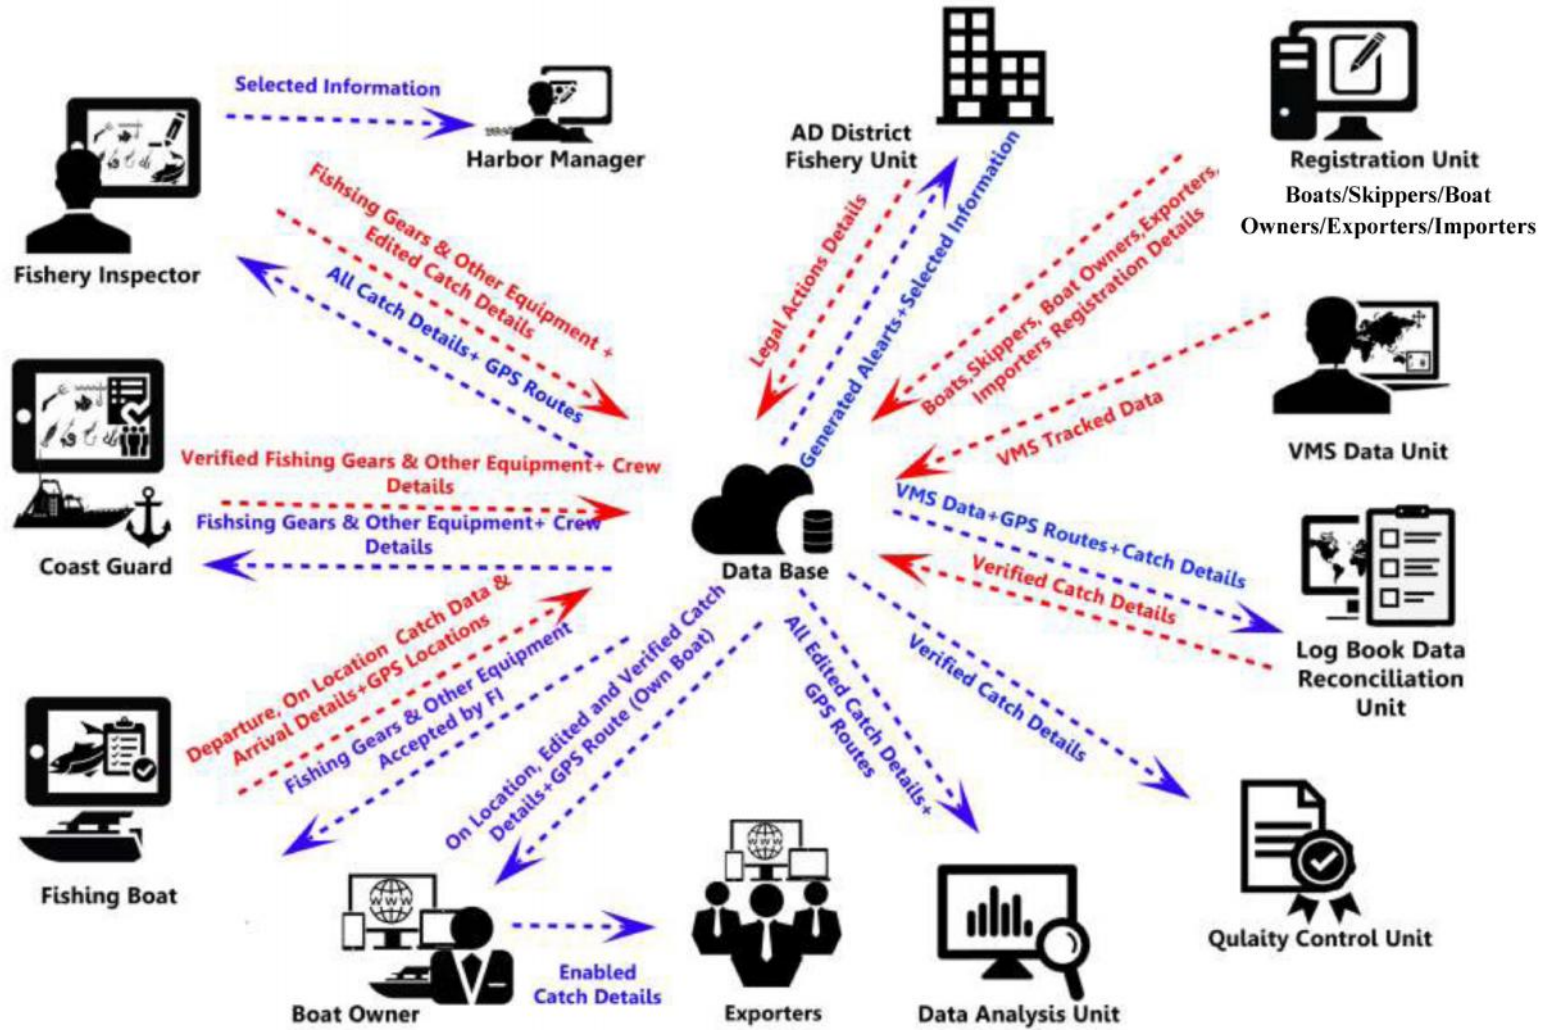 Selected Information
Harbor Manager
AD District
Fishery Unit
Registration Unit
Boats/Skippers/Boat
Owners/Exporters/Importers
Fishery Inspector
Fishsing Gears & Other Equipment +
Edited Catch Details
All Catch Details+ GPS Routes
Legal Actions Details
Generated Alearts+Selected Information
Boats,Skippers, Boat Owners,Exporters,
Importers Registration Details
VMS Tracked Data
VMS Data Unit
Verified Fishing Gears & Other Equipment+ Crew
Details
Fishsing Gears & Other Equipment+ Crew
Details
Coast Guard
Data Base
VMS Data+GPS Routes+Catch Details
Verified Catch Details
Log Book Data
Reconciliation
Unit
Departure, On Location Catch Data &
Arrival Details+GPS Locations
Fishing Gears & Other Equipment
Accepted by FI
Fishing Boat
On Location, Edited and Verified Catch
Details+GPS Route (Own Boat)
All Edited Catch Details+
GPS Routes
Verified Catch Details
Qulaity Control Unit
WWW
WWW
Enabled
Catch Details
Boat Owner
Exporters
Data Analysis Unit